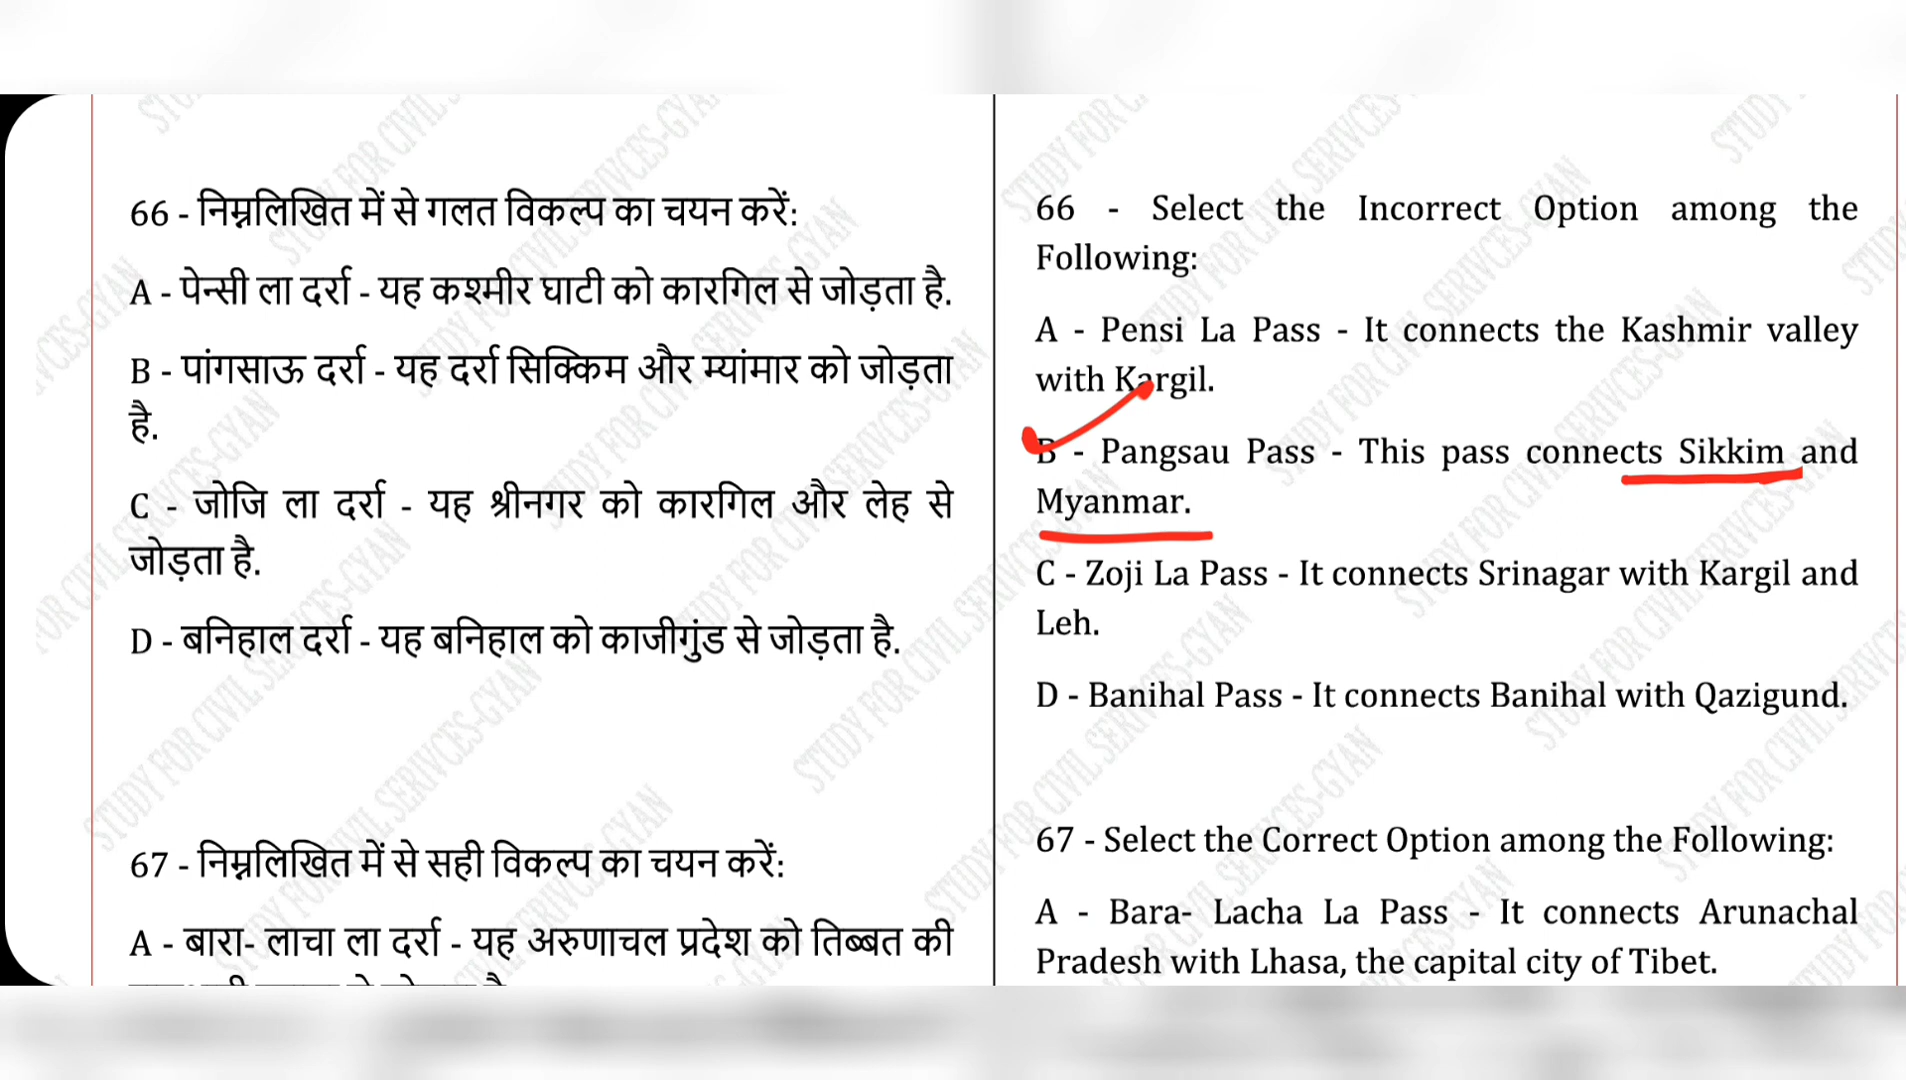 66 - निम्नलिखित में से गलत विकल्प का चयन करें:
A - पेन्सी ला दर्रा - यह कश्मीर घाटी को कारगिल से जोड़ता है.
B - पांगसाऊ दर्रा - यह दर्रा सिक्किम और म्यांमार को जोड़ता
है.
C - जोजि ला दर्रा - यह श्रीनगर को कारगिल और लेह से
जोड़ता है.
D - बनिहाल दर्रा - यह बनिहाल को काजीगुंड से जोड़ता है.
67 - निम्नलिखित में से सही विकल्प का चयन करें:
A - बारा- लाचा ला दर्रा - यह अरुणाचल प्रदेश को तिब्बत की
66 - Select the Incorrect Option among the
Following:
A - Pensi La Pass - It connects the Kashmir valley
with Kargil.
B - Pangsau Pass - This pass connects Sikkim and
Myanmar.
C - Zoji La Pass - It connects Srinagar with Kargil and
Leh.
D - Banihal Pass - It connects Banihal with Qazigund.
67 - Select the Correct Option among the Following:
A - Bara- Lacha La Pass - It connects Arunachal
Pradesh with Lhasa, the capital city of Tibet.
STUDY FOR CIVIL SERIVCES-GYAN